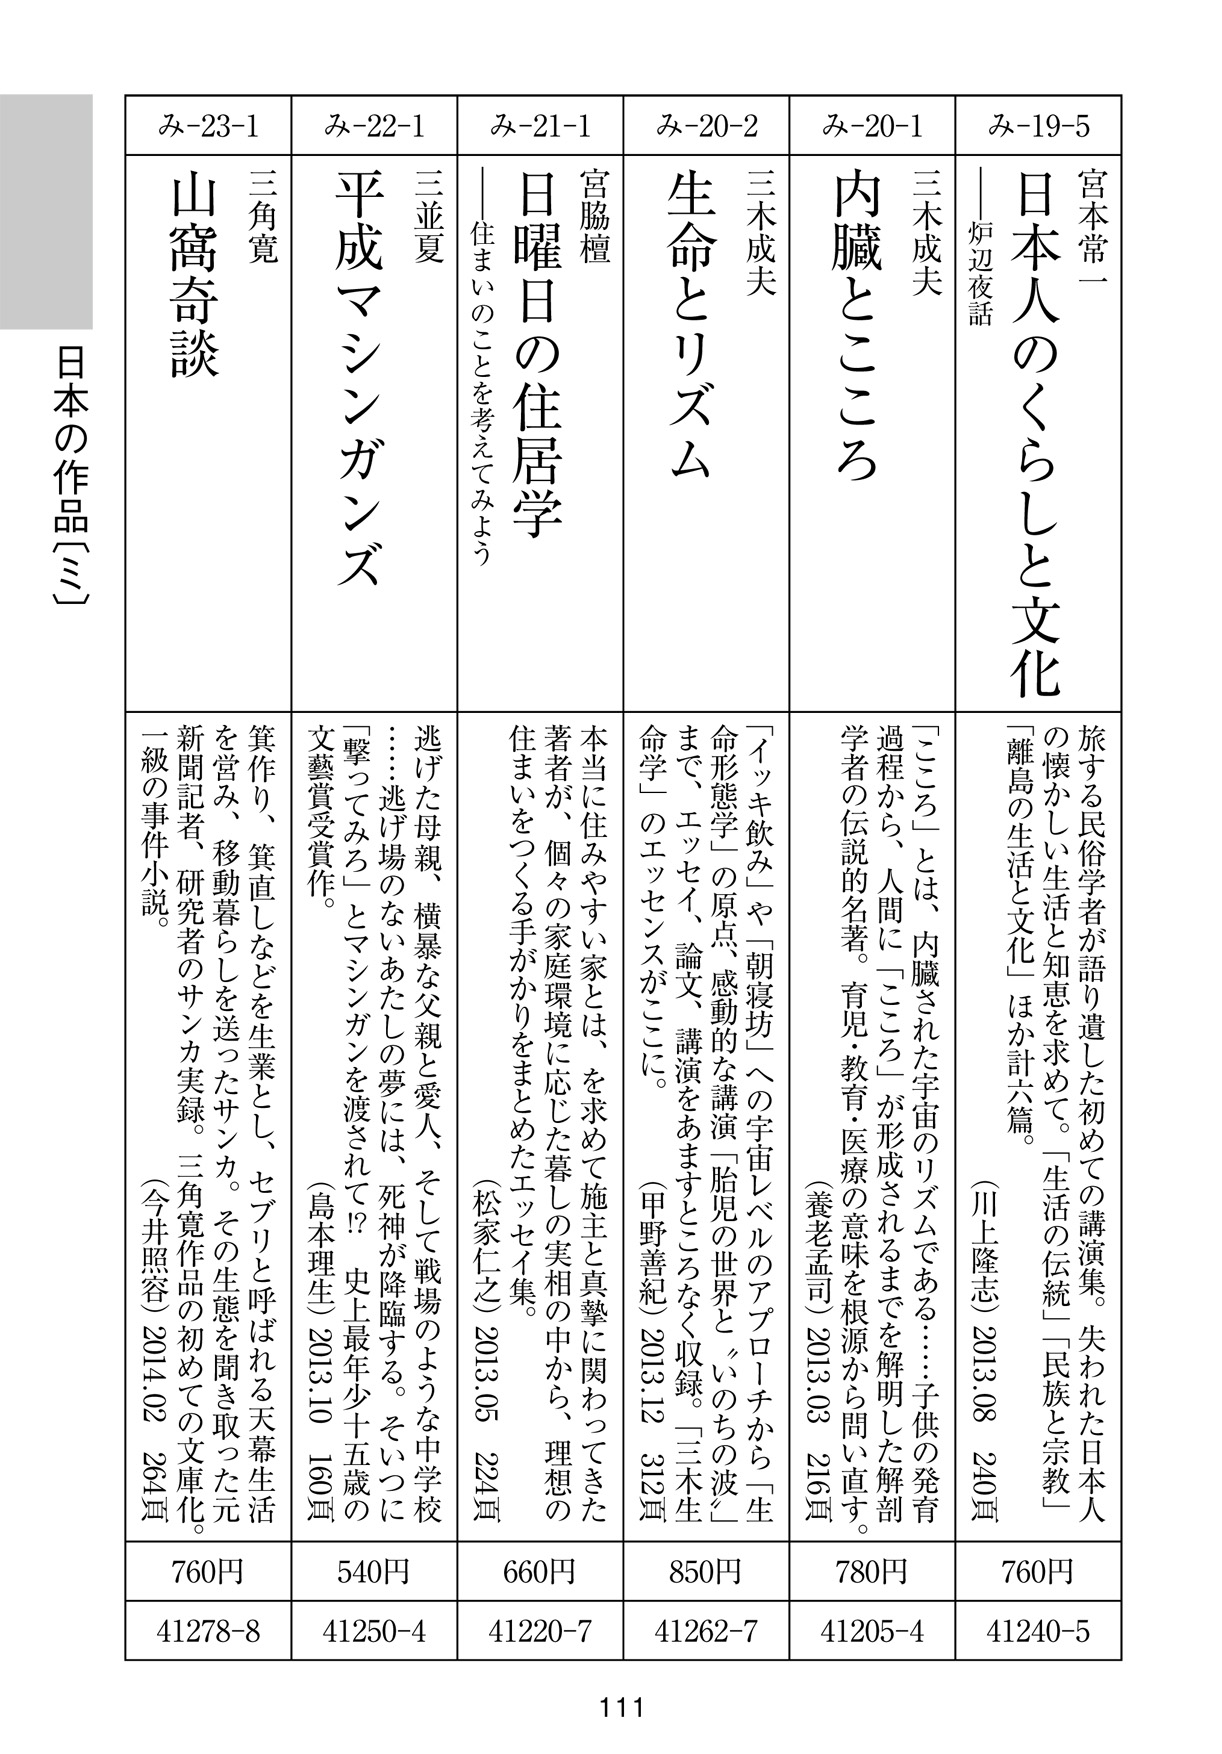 み-19-5
宮本常一
日本人のくらしと文化
──炉辺夜話
旅する民俗学者が語り遺した初めての講演集。失われた日本人
の懐かしい生活と知恵を求めて。「生活の伝統」「民族と宗教」
「離島の生活と文化」ほか計六篇。
（川上隆志）2013.08　240頁
760円
41240-5
み-20-1
三木成夫
内臓とこころ
「こころ」とは、内臓された宇宙のリズムである……子供の発育
過程から、人間に「こころ」が形成されるまでを解明した解剖
学者の伝説的名著。育児・教育・医療の意味を根源から問い直す。
（養老孟司）2013.03　216頁
780円
41205-4
み-20-2
三木成夫
生命とリズム
「イッキ飲み」や「朝寝坊」への宇宙レベルのアプローチから「生
命形態学」の原点、感動的な講演「胎児の世界と〝いのちの波〟」
まで、エッセイ、論文、講演をあますところなく収録。「三木生
命学」のエッセンスがここに。
（甲野善紀）2013.12　312頁
850円
41262-7
み-21-1
宮脇檀
日曜日の住居学
──住まいのことを考えてみよう
本当に住みやすい家とは、を求めて施主と真摯に関わってきた
著者が、個々の家庭環境に応じた暮しの実相の中から、理想の
住まいをつくる手がかりをまとめたエッセイ集。
（松家仁之）2013.05　224頁
660円
41220-7
み-22-1
三並夏
平成マシンガンズ
逃げた母親、横暴な父親と愛人、そして戦場のような中学校
……逃げ場のないあたしの夢には、死神が降臨する。そいつに
「撃ってみろ」とマシンガンを渡されて!?　史上最年少十五歳の
文藝賞受賞作。
（島本理生）2013.10　160頁
540円
41250-4
み-23-1
三角寛
山窩奇談
箕作り、箕直しなどを生業とし、セブリと呼ばれる天幕生活
を営み、移動暮らしを送ったサンカ。その生態を聞き取った元
新聞記者、研究者のサンカ実録。三角寛作品の初めての文庫化。
一級の事件小説。
（今井照容）2014.02　264頁
760円
41278-8
日本の作品〔ミ〕
111